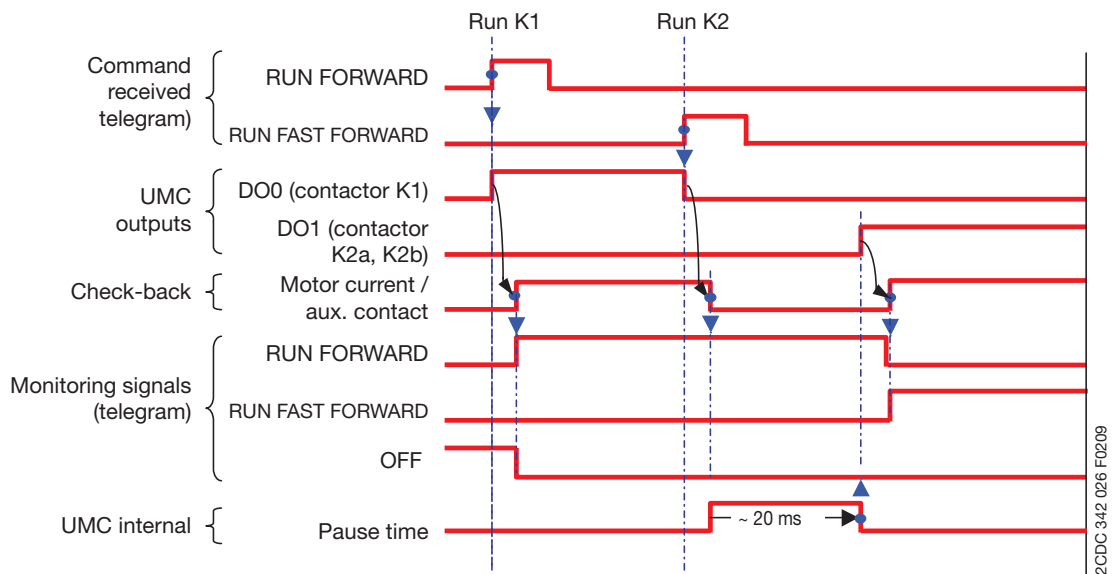 Run K1
Run K2
Command
received
telegram)
RUN FORWARD
RUN FAST FORWARD
UMC
outputs
DO0 (contactor K1)
DO1 (contactor
K2a, K2b)
Check-back
Motor current /
aux. contact
Monitoring signals
(telegram)
RUN FORWARD
RUN FAST FORWARD
OFF
UMC internal
Pause time
~ 20 ms
2CDC 342 026 F0209